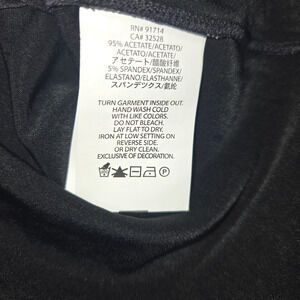 RN# 91714
CA# 32528
95% ACETATE/ACETATO/
ACETATO/ACETATE/
アセテート/醋酸纤维
5% SPANDEX/SPANDEX/
ELASTANO/ELASTHANNE/
スパンデックス/氨纶
TURN GARMENT INSIDE OUT.
HAND WASH COLD
WITH LIKE COLORS.
DO NOT BLEACH.
LAY FLAT TO DRY.
IRON AT LOW SETTING ON
REVERSE SIDE.
OR DRY CLEAN.
EXCLUSIVE OF DECORATION.